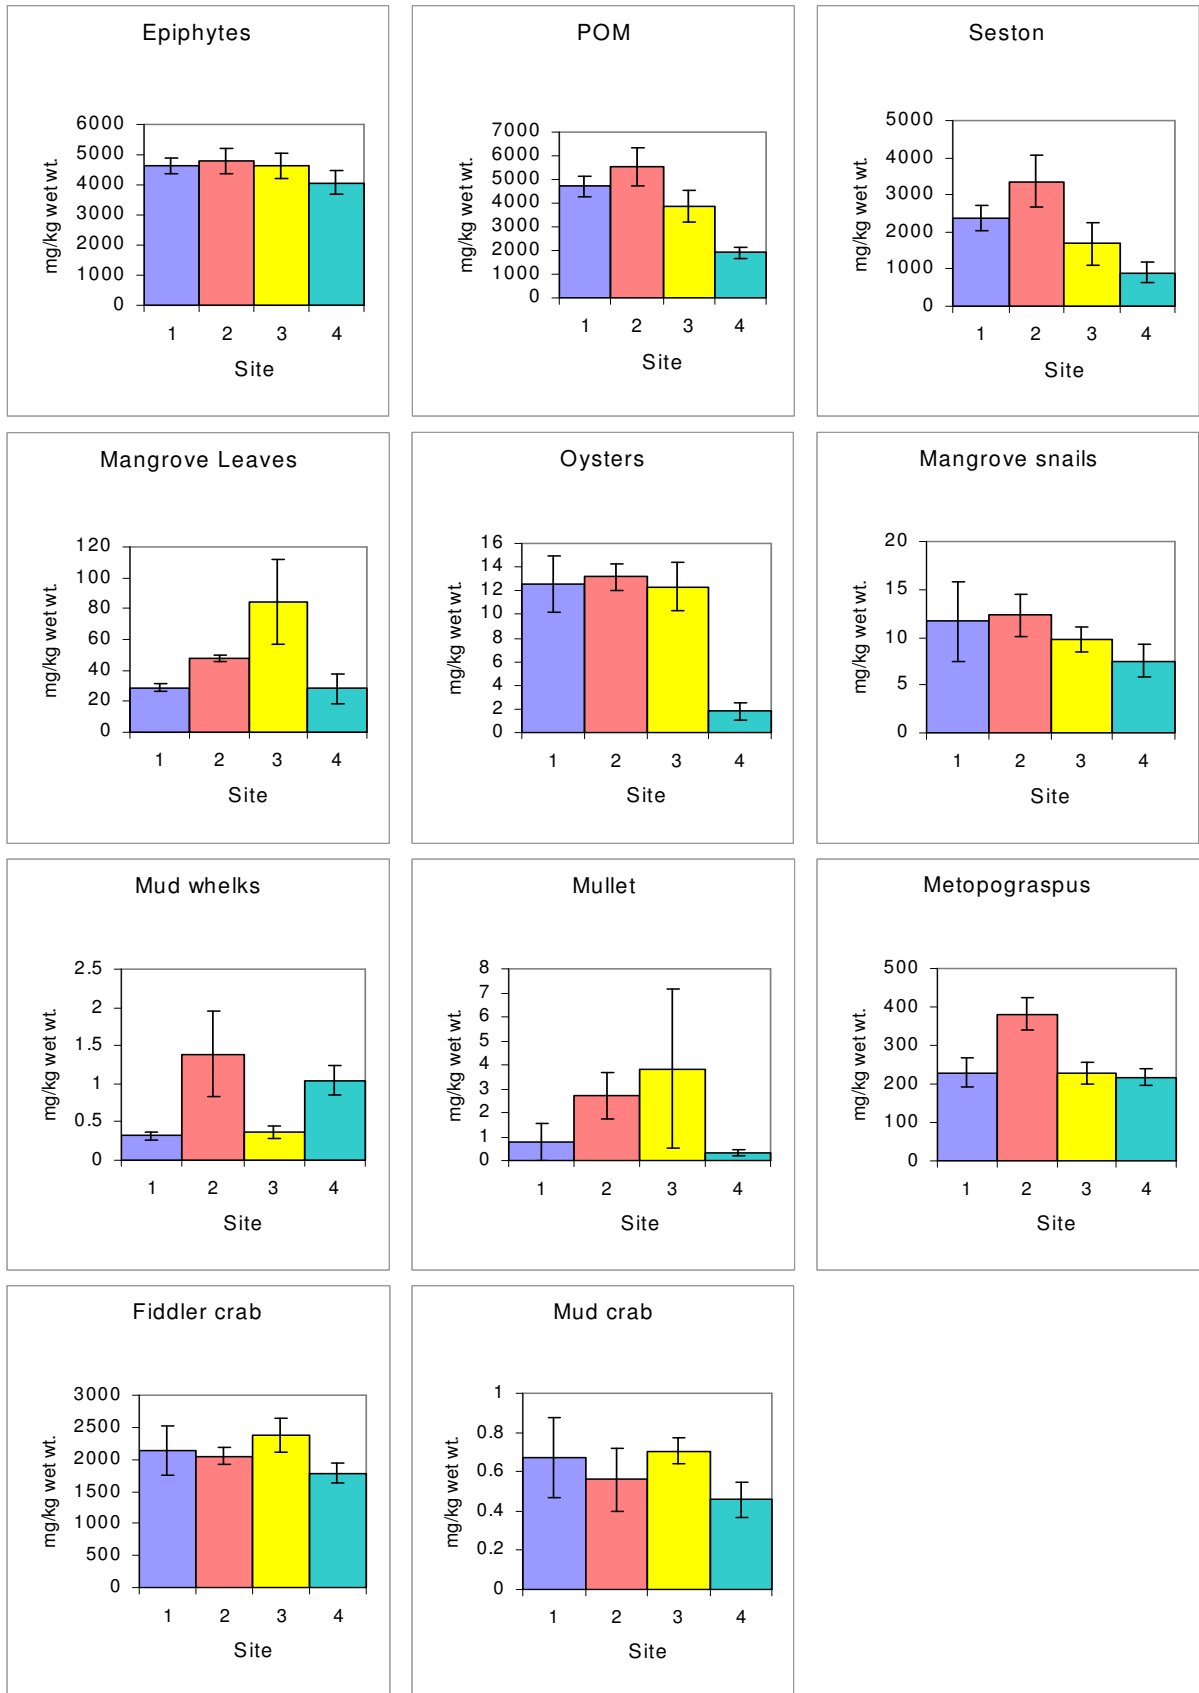 Epiphytes
mg/kg wet wt.
6000
5000
4000
3000
2000
1000
0
1 2 3 4
Site
POM
mg/kg wet wt.
7000
6000
5000
4000
3000
2000
1000
0
1 2 3 4
Site
Seston
mg/kg wet wt.
5000
4000
3000
2000
1000
0
1 2 3 4
Site
Mangrove Leaves
mg/kg wet wt.
120
100
80
60
40
20
0
1 2 3 4
Site
Oysters
mg/kg wet wt.
16
14
12
10
8
6
4
2
0
1 2 3 4
Site
Mangrove snails
mg/kg wet wt.
20
15
10
5
0
1 2 3 4
Site
Mud whelks
mg/kg wet wt.
2.5
2
1.5
1
0.5
0
1 2 3 4
Site
Mullet
mg/kg wet wt.
8
7
6
5
4
3
2
1
0
1 2 3 4
Site
Metopograspus
mg/kg wet wt.
500
400
300
200
100
0
1 2 3 4
Site
Fiddler crab
mg/kg wet wt.
3000
2500
2000
1500
1000
500
0
1 2 3 4
Site
Mud crab
mg/kg wet wt.
1
0.8
0.6
0.4
0.2
0
1 2 3 4
Site